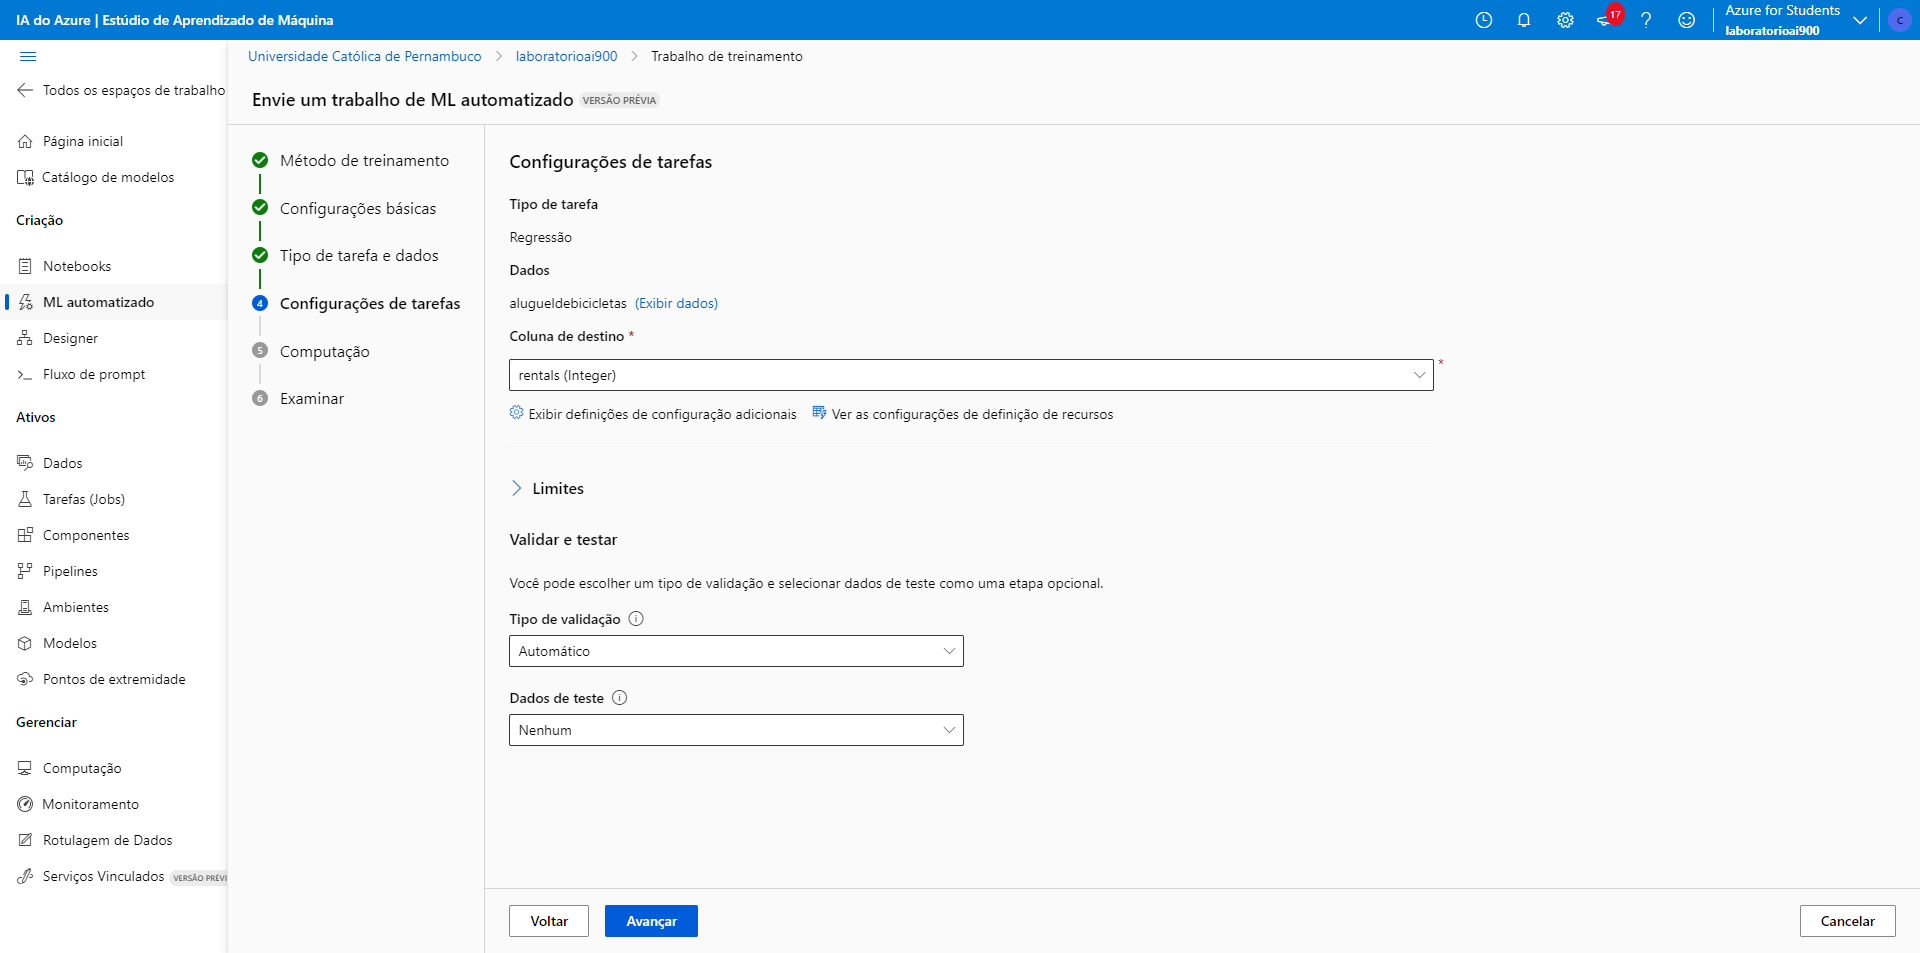 IA do Azure | Estúdio de Aprendizado de Máquina
17
Azure for Students
laboratorioai900
C
Todos os espaços de trabalho
Página inicial
Catálogo de modelos
Criação
Notebooks
ML automatizado
Designer
Fluxo de prompt
Ativos
Dados
Tarefas (Jobs)
Componentes
Pipelines
Ambientes
Modelos
Pontos de extremidade
Gerenciar
Computação
Monitoramento
Rotulagem de Dados
Serviços Vinculados VERSÃO PRÉVI
Universidade Católica de Pernambuco > laboratorioai900 > Trabalho de treinamento
Envie um trabalho de ML automatizado VERSÃO PRÉVIA
Método de treinamento
Configurações básicas
Tipo de tarefa e dados
4 Configurações de tarefas
5 Computação
6 Examinar
Configurações de tarefas
Tipo de tarefa
Regressão
Dados
alugueldebicicletas (Exibir dados)
Coluna de destino *
rentals (Integer) *
Exibir definições de configuração adicionais Ver as configurações de definição de recursos
Limites
Validar e testar
Você pode escolher um tipo de validação e selecionar dados de teste como uma etapa opcional.
Tipo de validação
Automático
Dados de teste
Nenhum
Voltar Avançar Cancelar